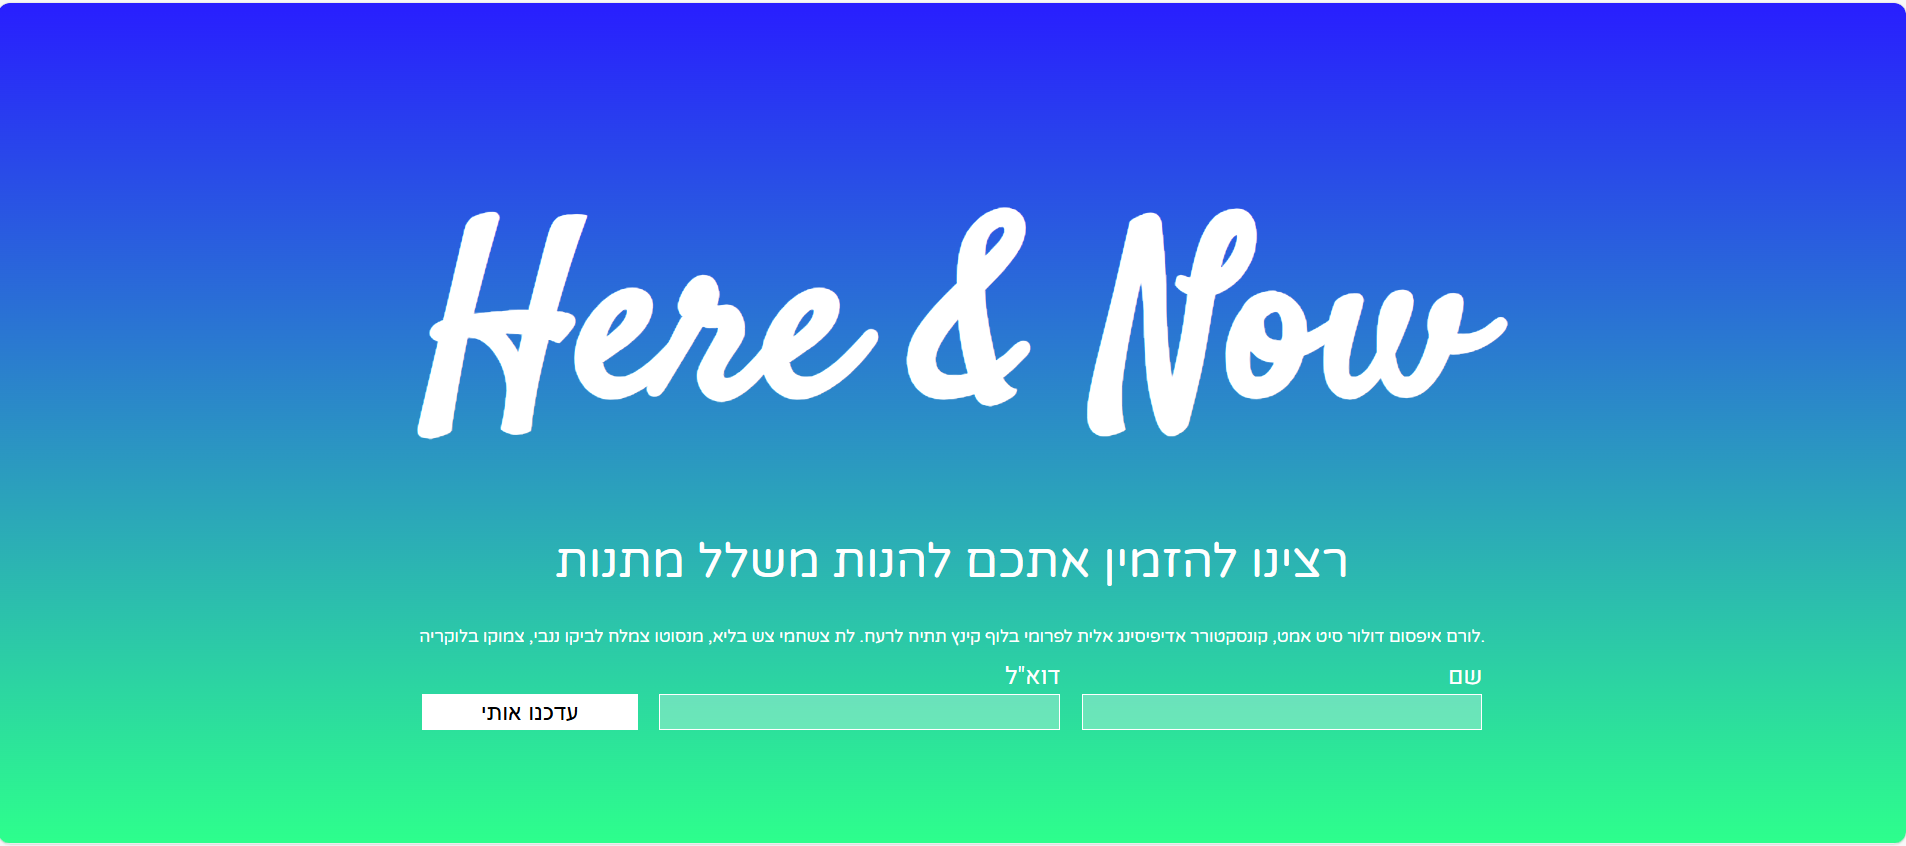 Here & Now
רצינו להזמין אתכם להנות משלל מתנות
לורם איפסום דולור סיט אמט, קונסקטורר אדיפיסינג אלית לפרומי בלוף קינץ תתיח לרעח. לת צשחמי צש בליא, מנסוטו צמלח לביקו ננבי, צמוקו בלוקריה.
שם
דוא"ל
עדכנו אותי